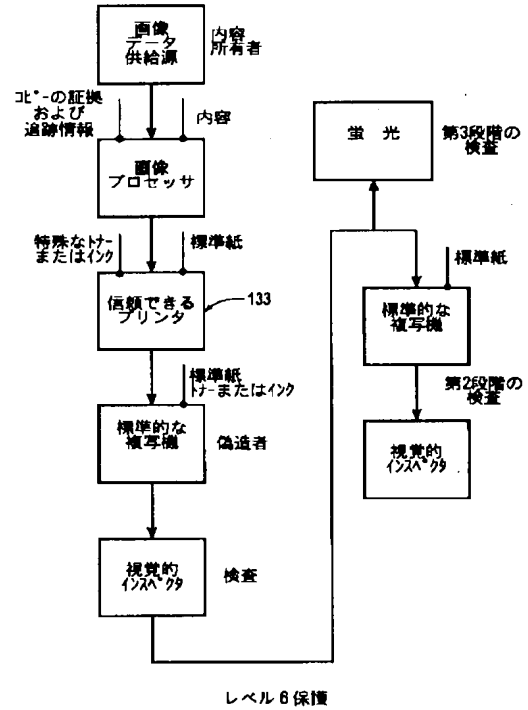 画像
データ
供給源
内容
所有者
コピーの証拠
および
追跡情報
内容
画像
プロセッサ
特殊なトナー
またはインク
標準紙
信頼できる
プリンタ
133
標準紙
トナーまたはインク
標準的な
複写機
偽造者
視覚的
インスペクタ
検査
蛍 光
第3段階の
検査
標準紙
標準的な
複写機
第2段階の
検査
視覚的
インスペクタ
レベル6保護